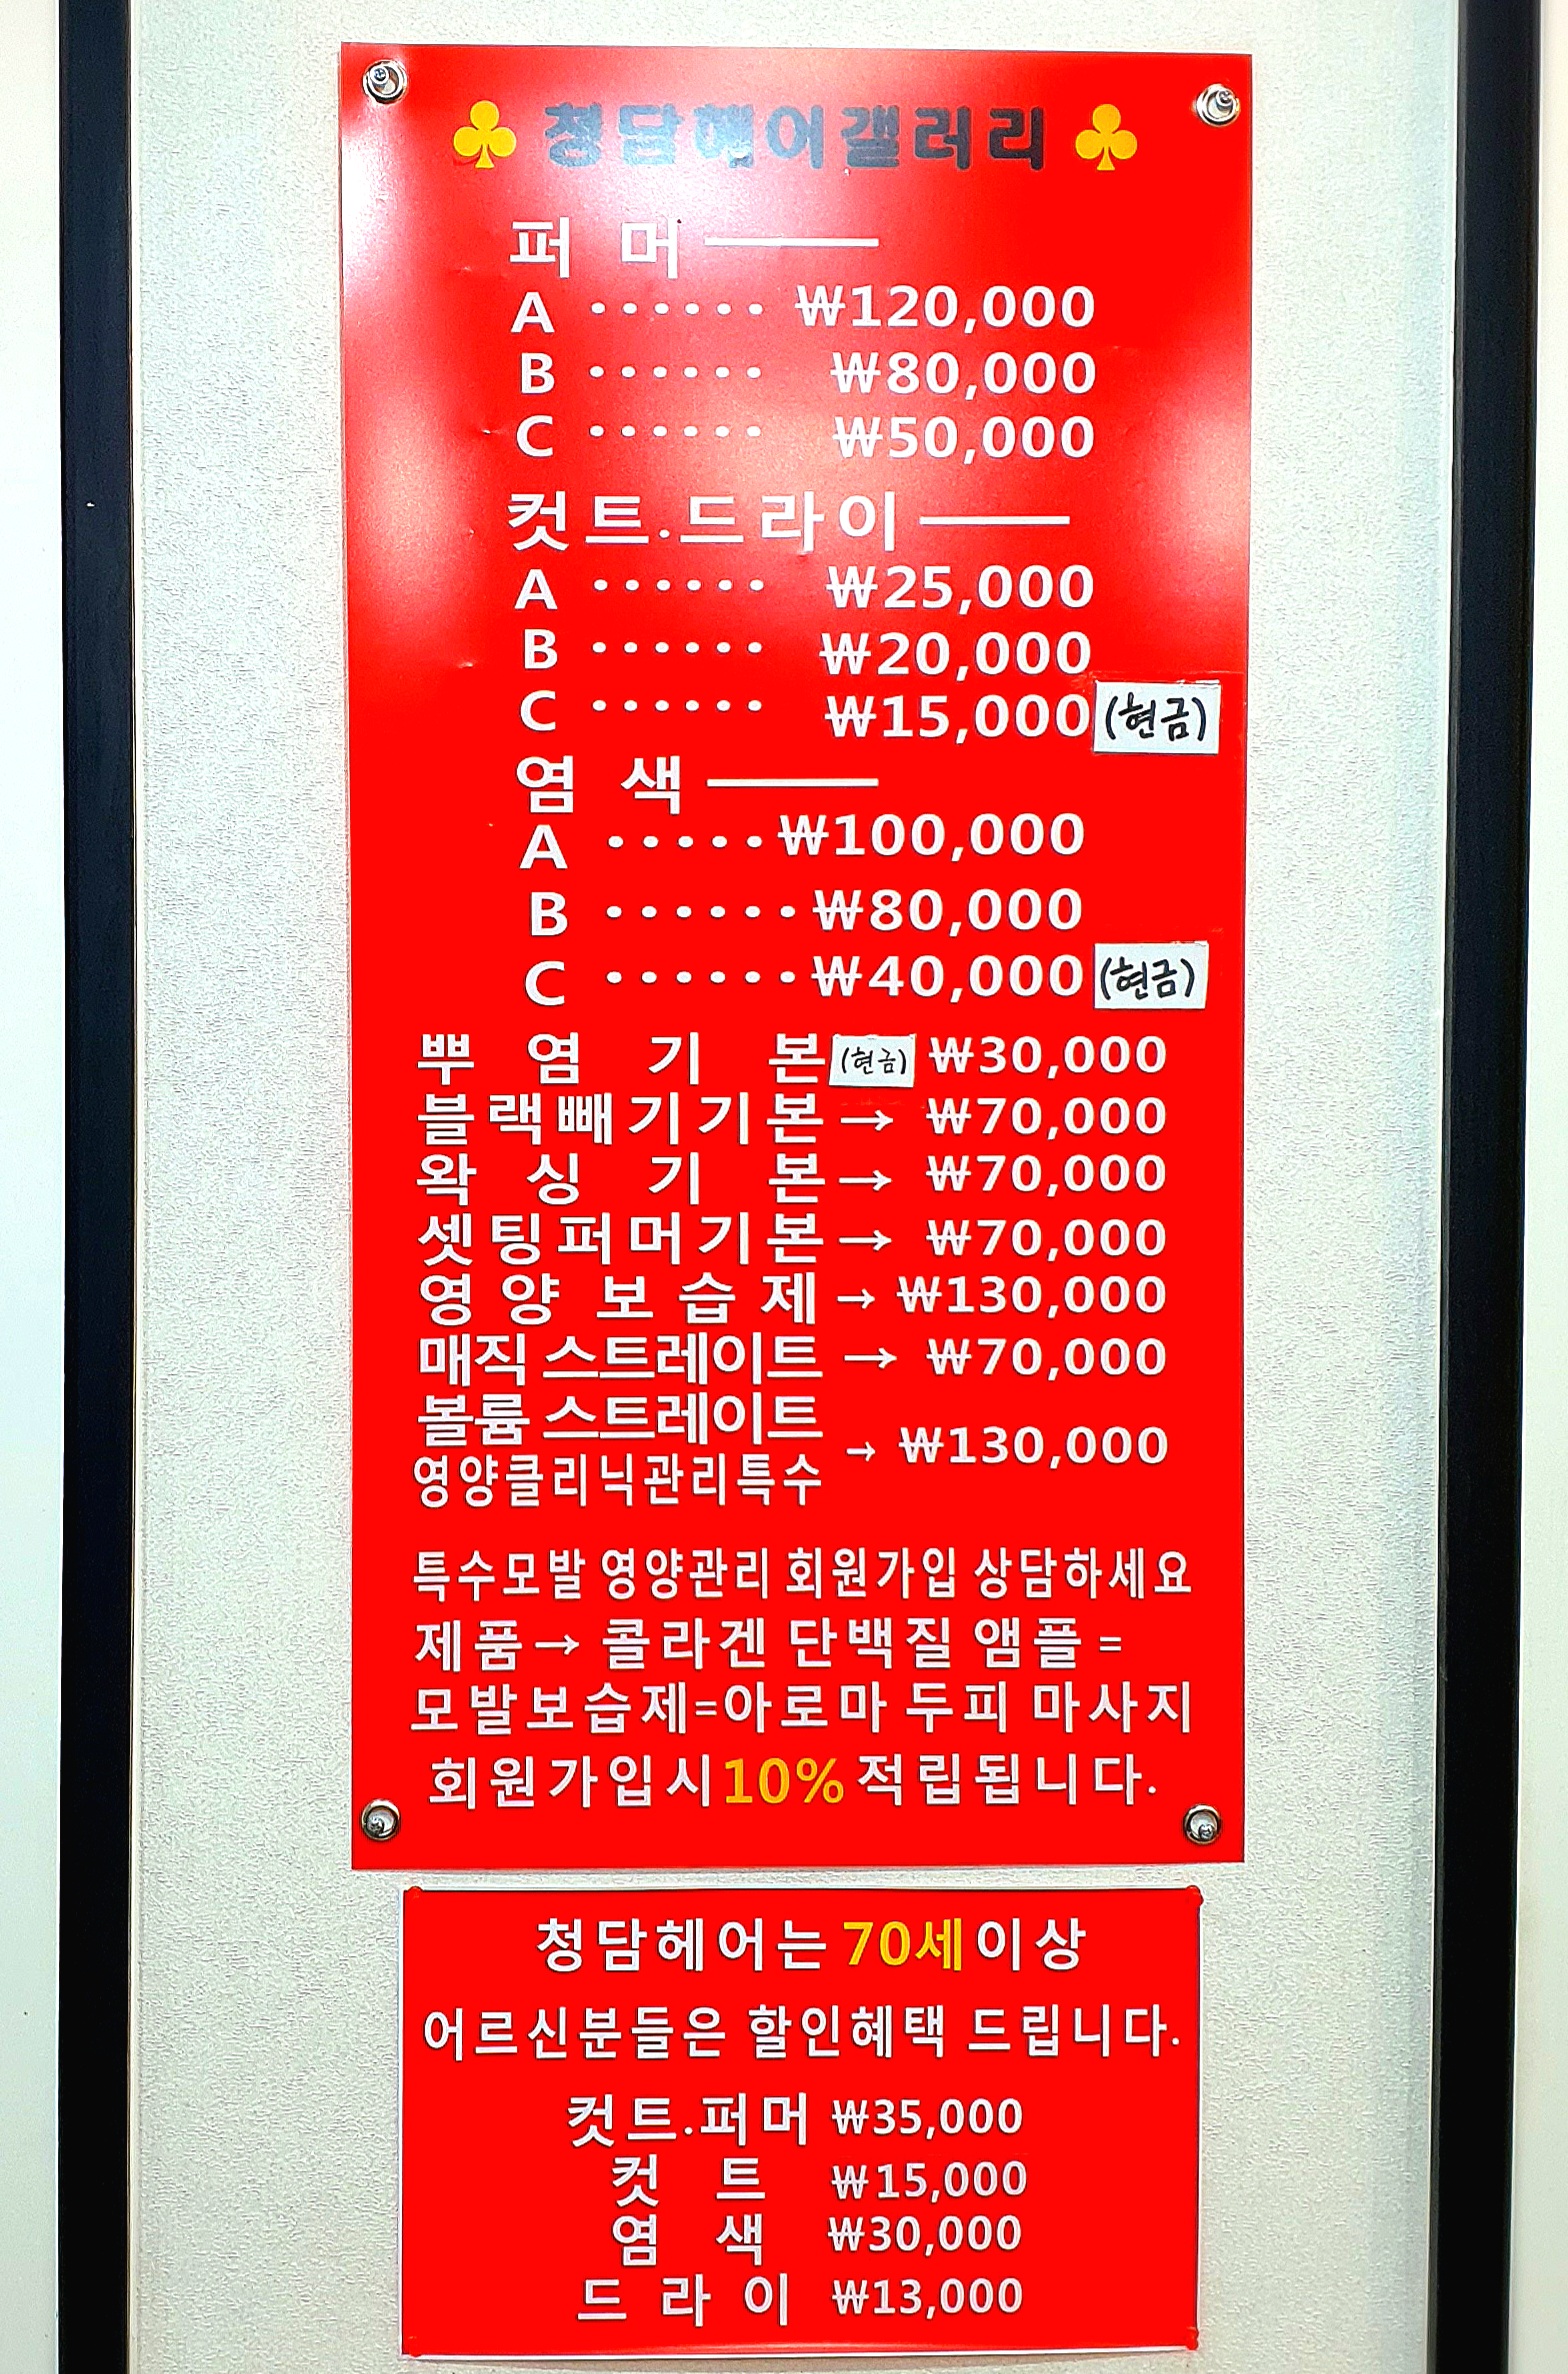 ♣ 청담헤어갤러리 ♣
퍼 머 ———
A ······ ₩120,000
B ······ ₩80,000
C ······ ₩50,000
컷트.드라이 ———
A ······ ₩25,000
B ······ ₩20,000
C ······ ₩15,000 (현금)
염 색 ———
A ····· ₩100,000
B ······ ₩80,000
C ······ ₩40,000 (현금)
뿌 염 기 본 (현금) ₩30,000
블랙빼기기본 → ₩70,000
왁 싱 기 본 → ₩70,000
셋팅퍼머기본 → ₩70,000
영 양 보 습 제 → ₩130,000
매직 스트레이트 → ₩70,000
볼륨 스트레이트
영양클리닉관리특수 → ₩130,000
특수모발 영양관리 회원가입 상담하세요
제품→ 콜라겐 단백질 앰플 =
모발보습제=아로마 두피 마사지
회원가입시 10% 적립됩니다.
청담헤어는 70세 이상
어르신분들은 할인혜택 드립니다.
컷트.퍼머 ₩35,000
컷 트 ₩15,000
염 색 ₩30,000
드 라 이 ₩13,000